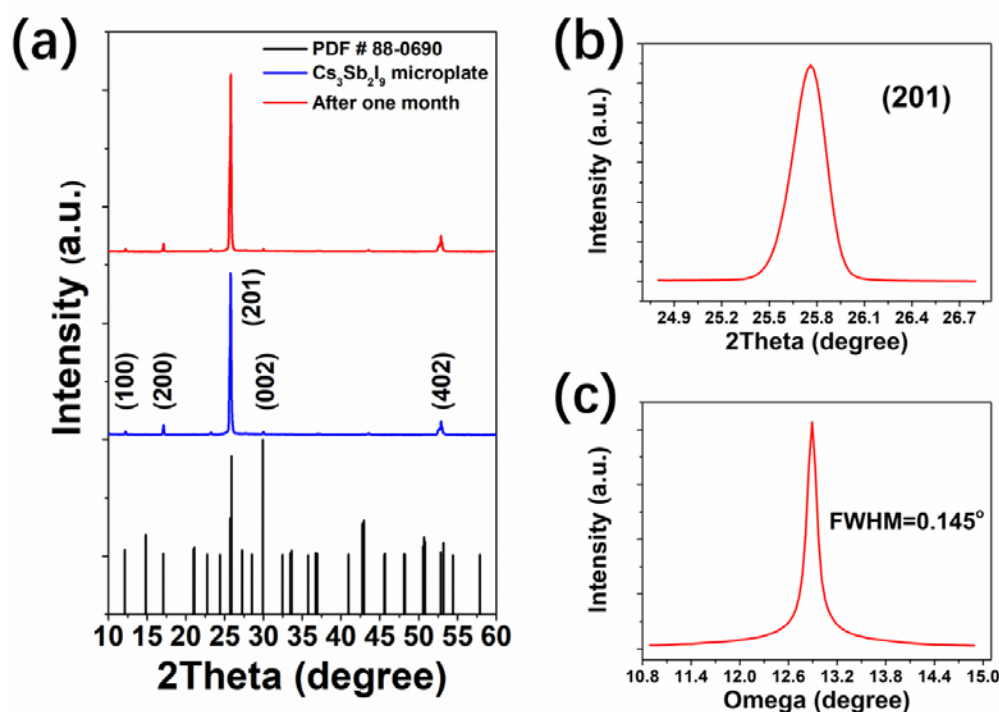 (a)
PDF # 88-0690
Cs₃Sb₂I₉ microplate
After one month
(100)
(200)
(201)
(002)
(402)
Intensity (a.u.)
10 15 20 25 30 35 40 45 50 55 60
2Theta (degree)
(b)
(201)
Intensity (a.u.)
24.9 25.2 25.5 25.8 26.1 26.4 26.7
2Theta (degree)
(c)
FWHM=0.145°
Intensity (a.u.)
10.8 11.4 12.0 12.6 13.2 13.8 14.4 15.0
Omega (degree)